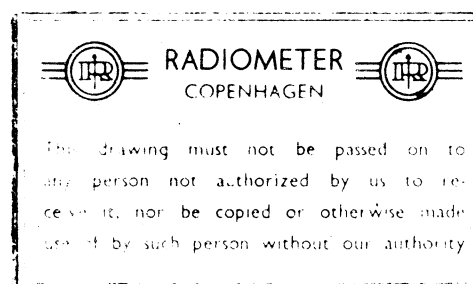 RADIOMETER
COPENHAGEN
This drawing must not be passed on to
any person not authorized by us to re-
ceive it, nor be copied or otherwise made
use of by such person without our authority